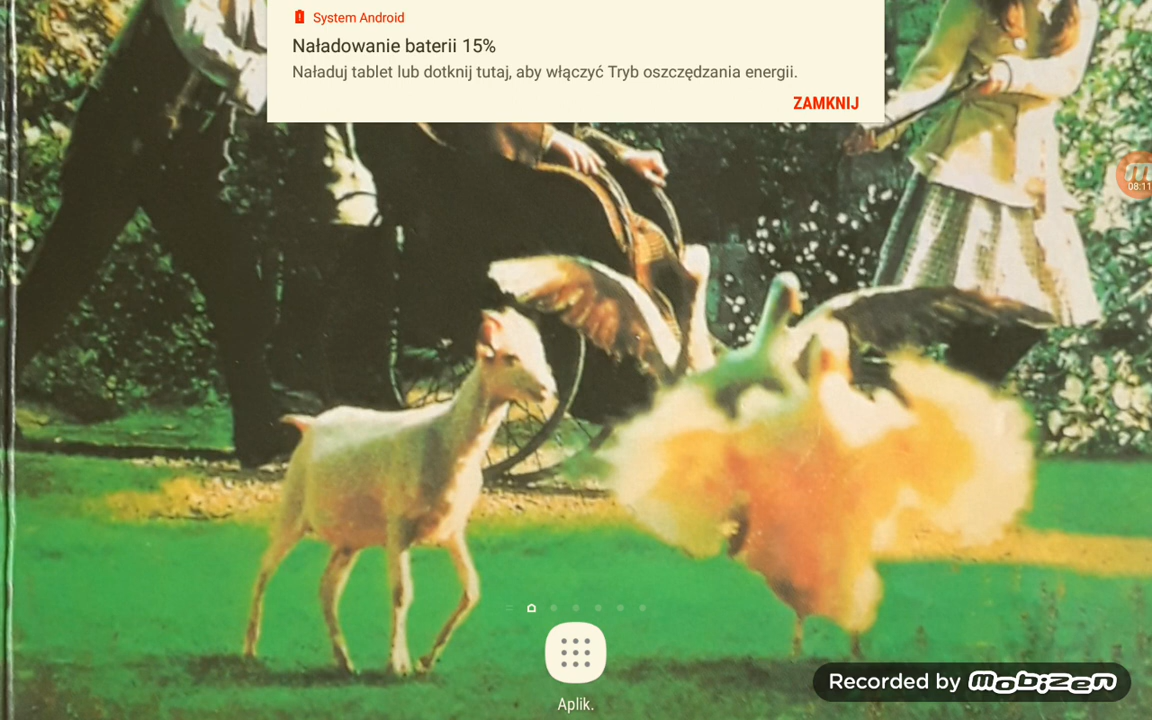 System Android
Naładowanie baterii 15%
Naładuj tablet lub dotknij tutaj, aby włączyć Tryb oszczędzania energii.
ZAMKNIJ
08:11
Aplik.
Recorded by mobizen